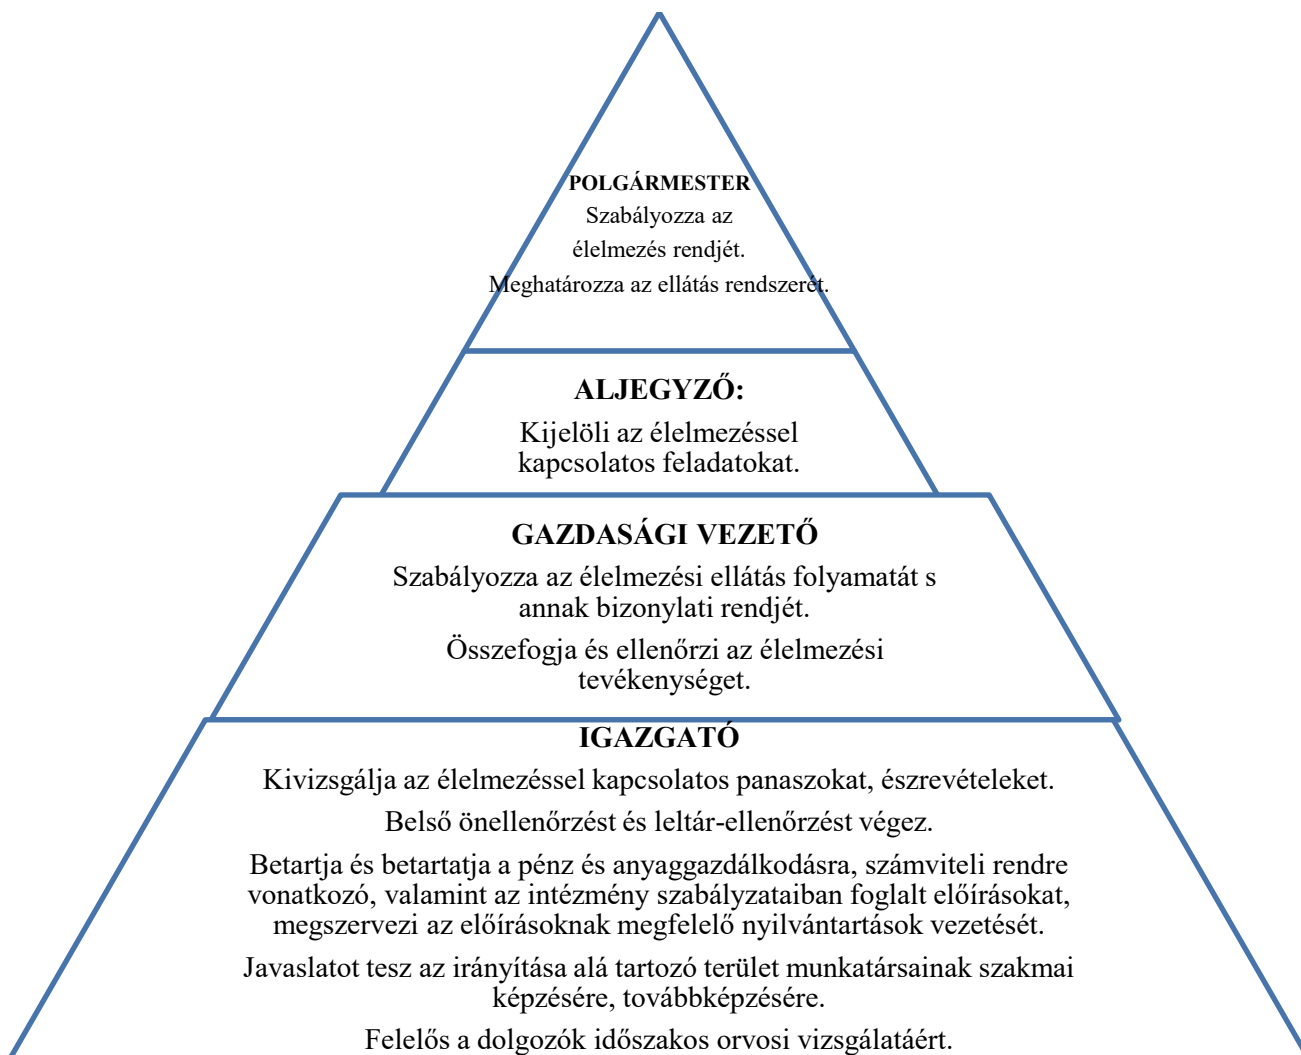 POLGÁRMESTER
Szabályozza az
élelmezés rendjét.
Meghatározza az ellátás rendszerét.
ALJEGYZŐ:
Kijelöli az élelmezéssel
kapcsolatos feladatokat.
GAZDASÁGI VEZETŐ
Szabályozza az élelmezési ellátás folyamatát s
annak bizonylati rendjét.
Összefogja és ellenőrzi az élelmezési
tevékenységet.
IGAZGATÓ
Kivizsgálja az élelmezéssel kapcsolatos panaszokat, észrevételeket.
Belső önellenőrzést és leltár-ellenőrzést végez.
Betartja és betartatja a pénz és anyaggazdálkodásra, számviteli rendre
vonatkozó, valamint az intézmény szabályzataiban foglalt előírásokat,
megszervezi az előírásoknak megfelelő nyilvántartások vezetését.
Javaslatot tesz az irányítása alá tartozó terület munkatársainak szakmai
képzésére, továbbképzésére.
Felelős a dolgozók időszakos orvosi vizsgálatáért.